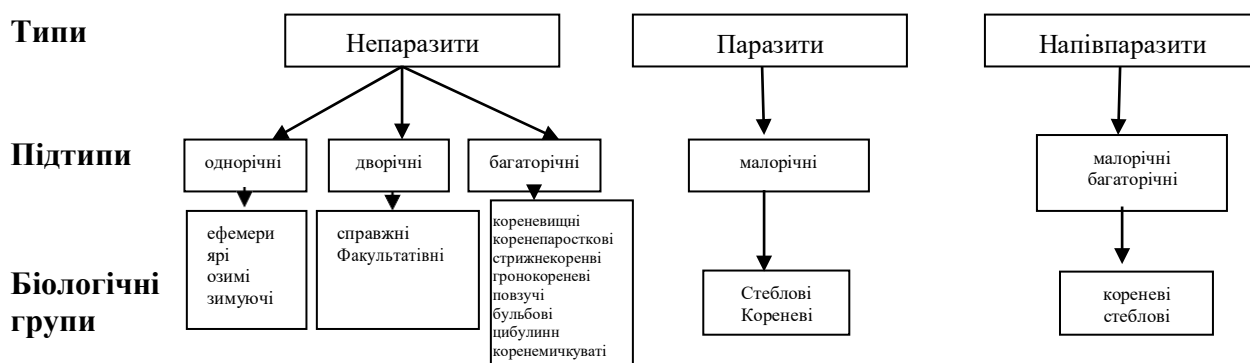 Типи
Непаразити
Паразити
Напівпаразити
Підтипи
однорічні
дворічні
багаторічні
малорічні
малорічні
багаторічні
Біологічні
групи
ефемери
ярі
озимі
зимуючі
справжні
Факультатівні
кореневищні
коренепаросткові
стрижнекоренві
гронокореневі
повзучі
бульбові
цибулинн
коренемичкуваті
Стеблові
Кореневі
кореневі
стеблові